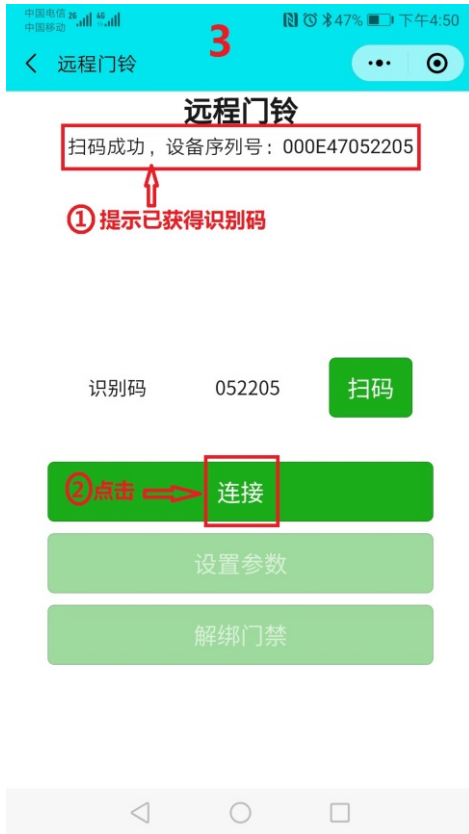 中国电信 2G 4G
中国移动
47% 下午4:50
3
远程门铃
远程门铃
扫码成功，设备序列号：000E47052205
①提示已获得识别码
识别码 052205 扫码
②点击 连接
设置参数
解绑门禁